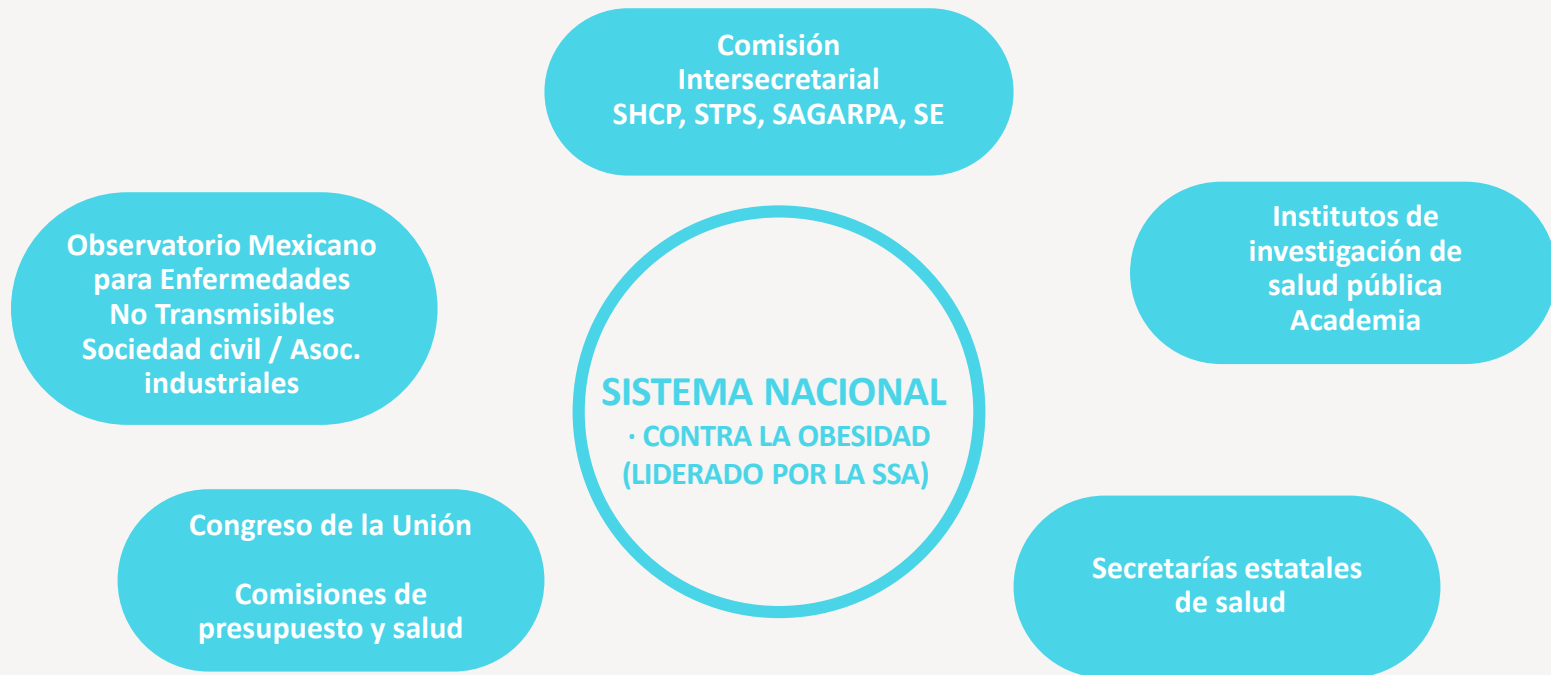 Comisión
Intersecretarial
SHCP, STPS, SAGARPA, SE
Observatorio Mexicano
para Enfermedades
No Transmisibles
Sociedad civil / Asoc.
industriales
Institutos de
investigación de
salud pública
Academia
SISTEMA NACIONAL
· CONTRA LA OBESIDAD
(LIDERADO POR LA SSA)
Congreso de la Unión
Comisiones de
presupuesto y salud
Secretarías estatales
de salud